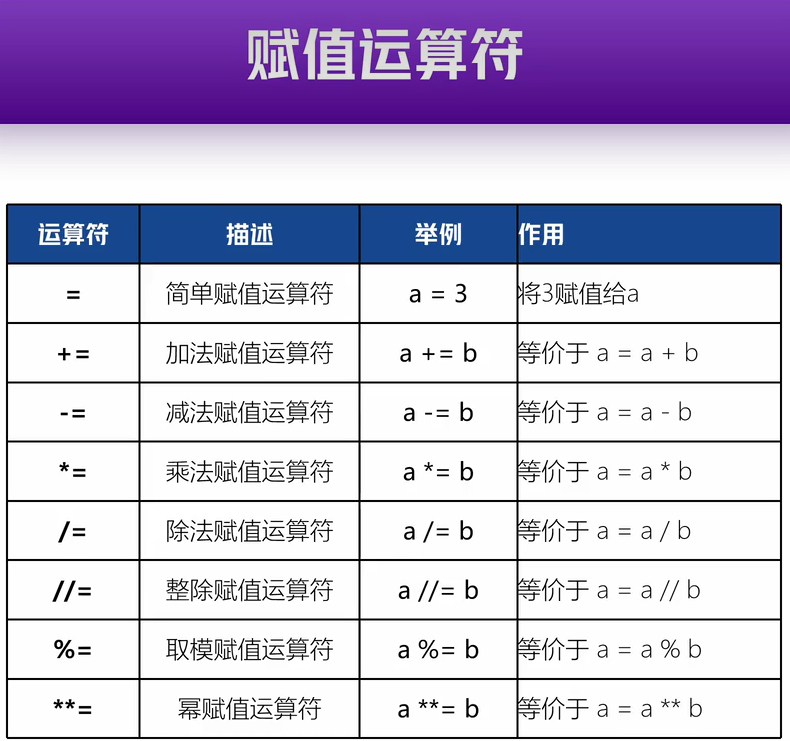 赋值运算符
运算符 描述 举例 作用
= 简单赋值运算符 a = 3 将3赋值给a
+= 加法赋值运算符 a += b 等价于 a = a + b
-= 减法赋值运算符 a -= b 等价于 a = a - b
*= 乘法赋值运算符 a *= b 等价于 a = a * b
/= 除法赋值运算符 a /= b 等价于 a = a / b
//= 整除赋值运算符 a //= b 等价于 a = a // b
%= 取模赋值运算符 a %= b 等价于 a = a % b
**= 幂赋值运算符 a **= b 等价于 a = a ** b